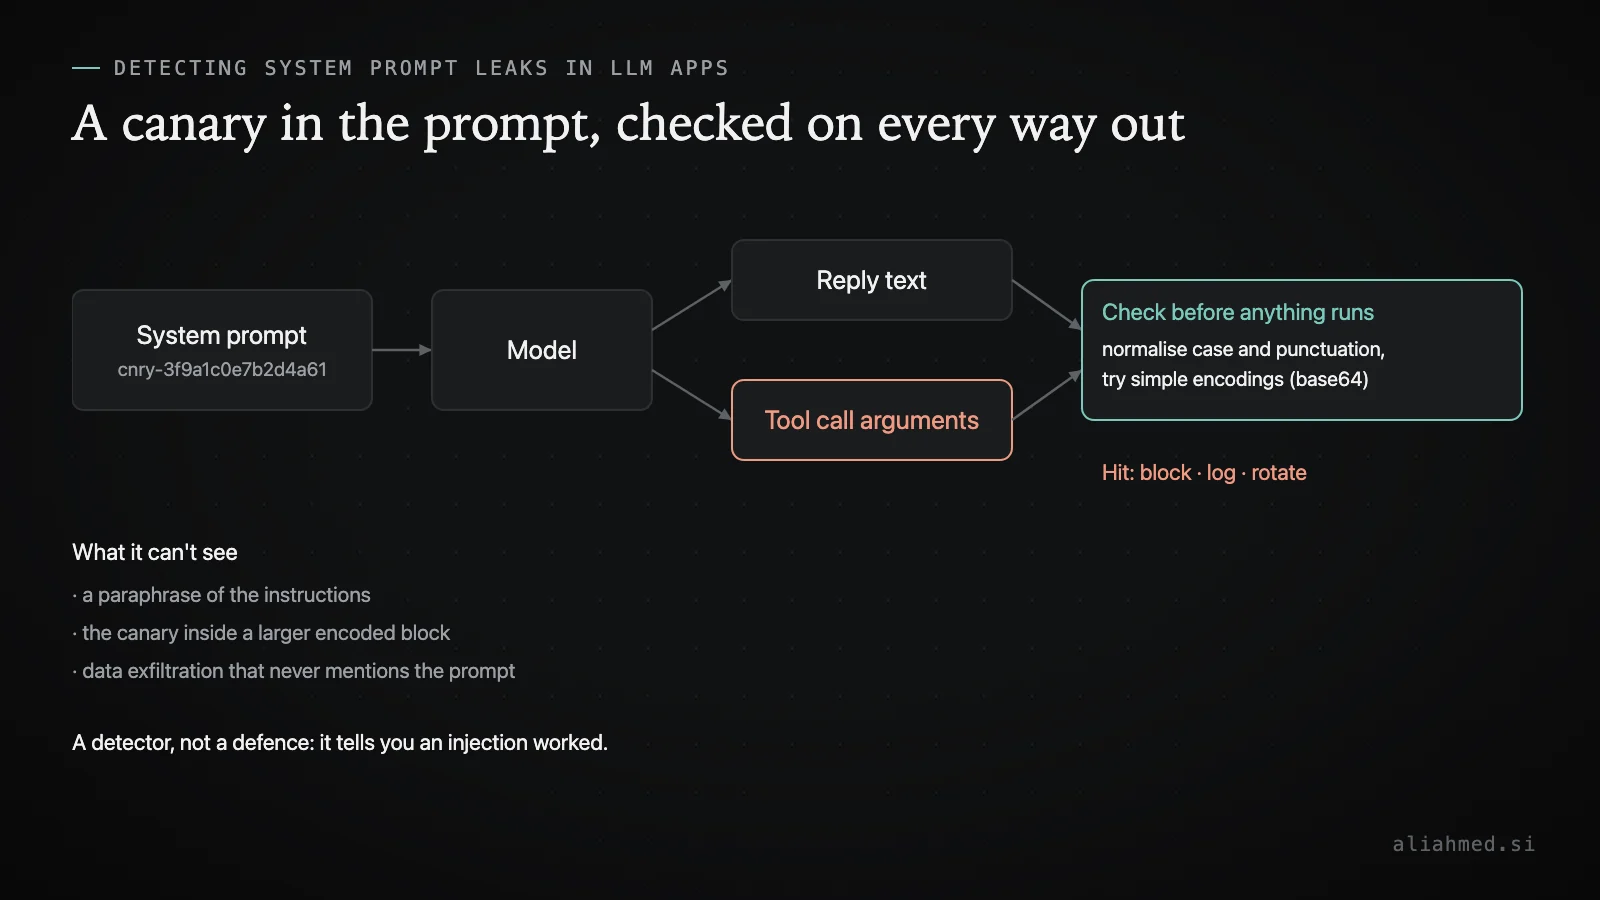 DETECTING SYSTEM PROMPT LEAKS IN LLM APPS
A canary in the prompt, checked on every way out
System prompt
cnry-3f9a1c0e7b2d4a61
Model
Reply text
Tool call arguments
Check before anything runs
normalise case and punctuation,
try simple encodings (base64)
Hit: block · log · rotate
What it can't see
· a paraphrase of the instructions
· the canary inside a larger encoded block
· data exfiltration that never mentions the prompt
A detector, not a defence: it tells you an injection worked.
aliahmed.si